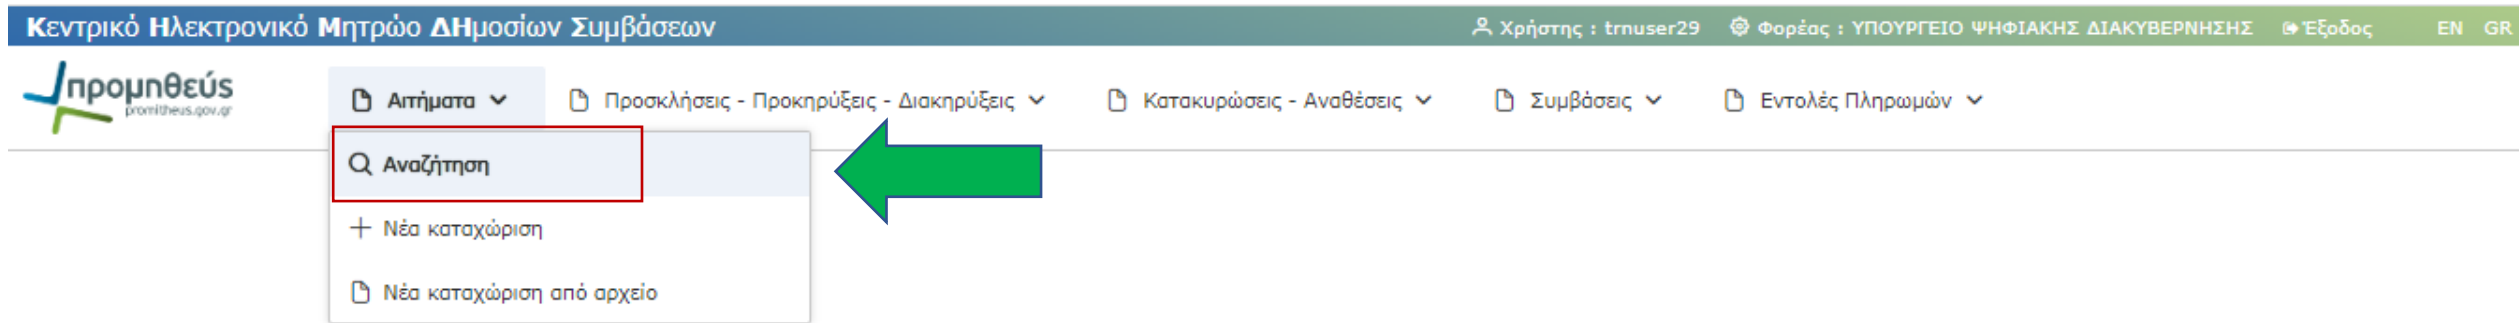 Κεντρικό Ηλεκτρονικό Μητρώο ΔΗμοσίων Συμβάσεων
Χρήστης : trnuser29 Φορέας : ΥΠΟΥΡΓΕΙΟ ΨΗΦΙΑΚΗΣ ΔΙΑΚΥΒΕΡΝΗΣΗΣ Έξοδος EN GR
προμηθεύς
promitheus.gov.gr
Αιτήματα Προσκλήσεις - Προκηρύξεις - Διακηρύξεις Κατακυρώσεις - Αναθέσεις Συμβάσεις Εντολές Πληρωμών
Αναζήτηση
Νέα καταχώριση
Νέα καταχώριση από αρχείο